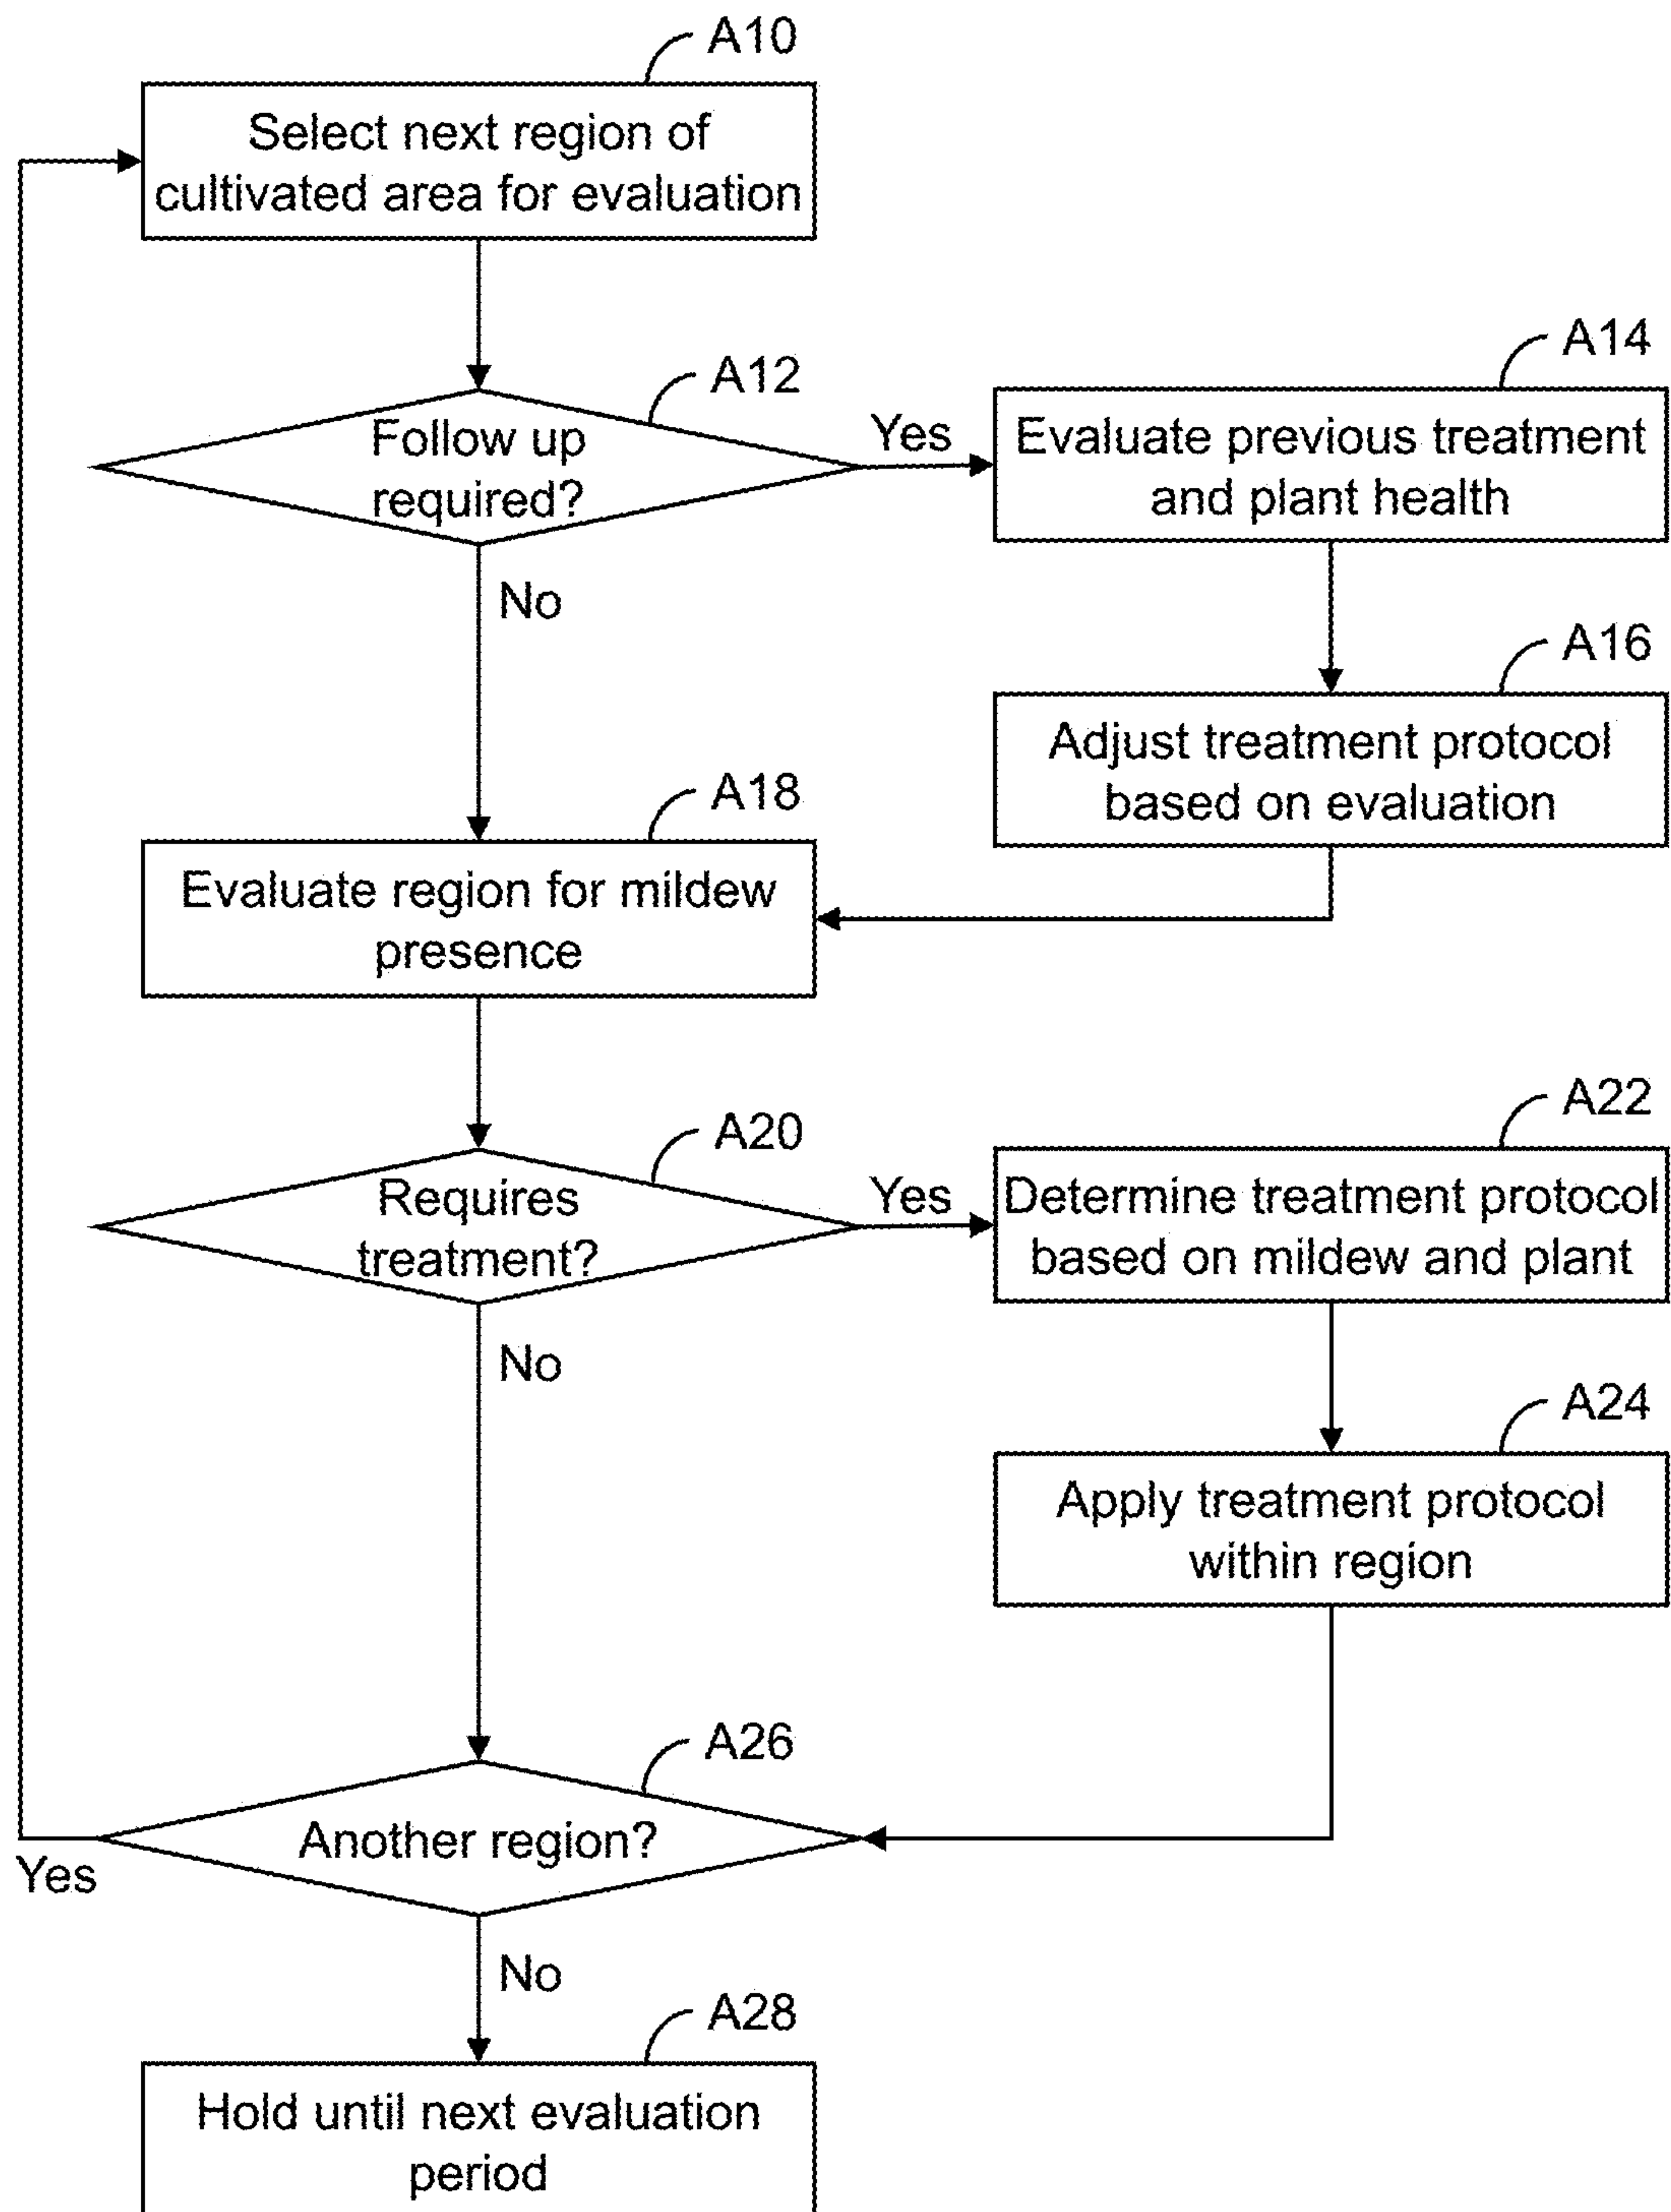 A10
Select next region of
cultivated area for evaluation
A12
Follow up
required?
Yes
No
A14
Evaluate previous treatment
and plant health
A16
Adjust treatment protocol
based on evaluation
A18
Evaluate region for mildew
presence
A20
Requires
treatment?
Yes
No
A22
Determine treatment protocol
based on mildew and plant
A24
Apply treatment protocol
within region
A26
Another region?
Yes
No
A28
Hold until next evaluation
period